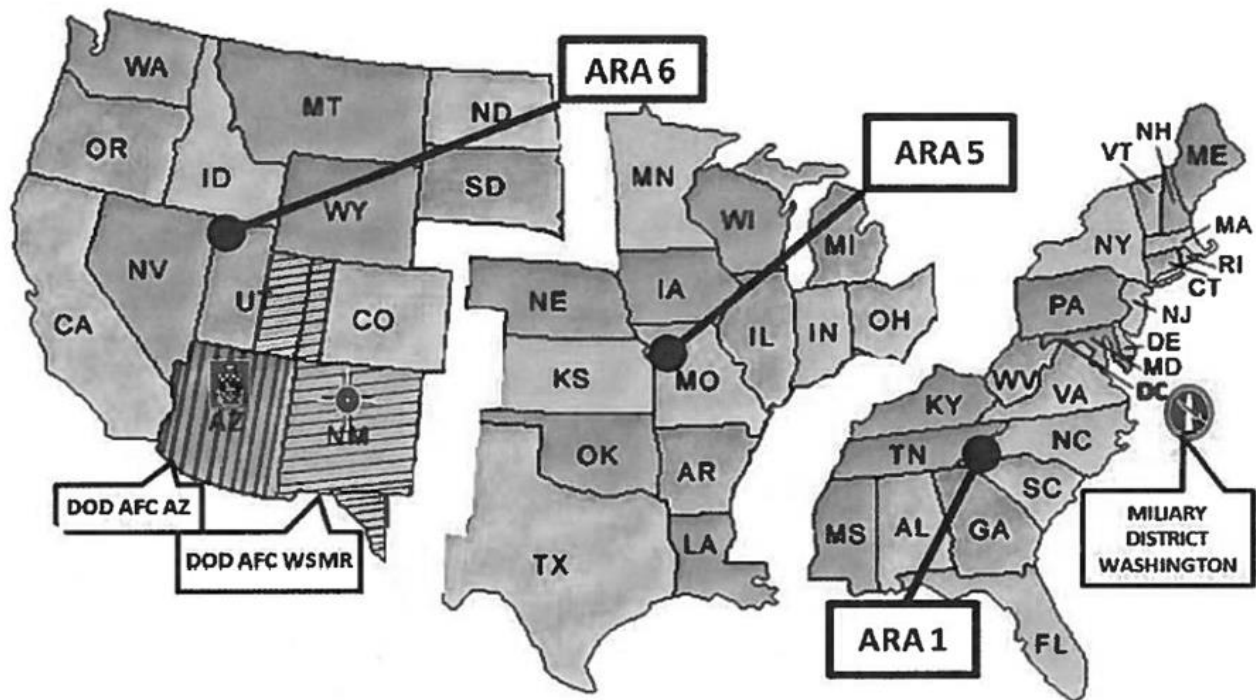 ARA 6
WA
MT
ND
OR
ID
SD
WY
NV
UT
CA
CO
AZ
NM
DOD AFC AZ
DOD AFC WSMR
ARA 5
MN
WI
MI
IA
NE
IL
IN
OH
KS
MO
OK
AR
TX
LA
NH
VT
ME
NY
MA
RI
CT
PA
NJ
DE
MD
DC
WV
VA
KY
NC
TN
SC
MS
AL
GA
FL
ARA 1
MILIARY
DISTRICT
WASHINGTON